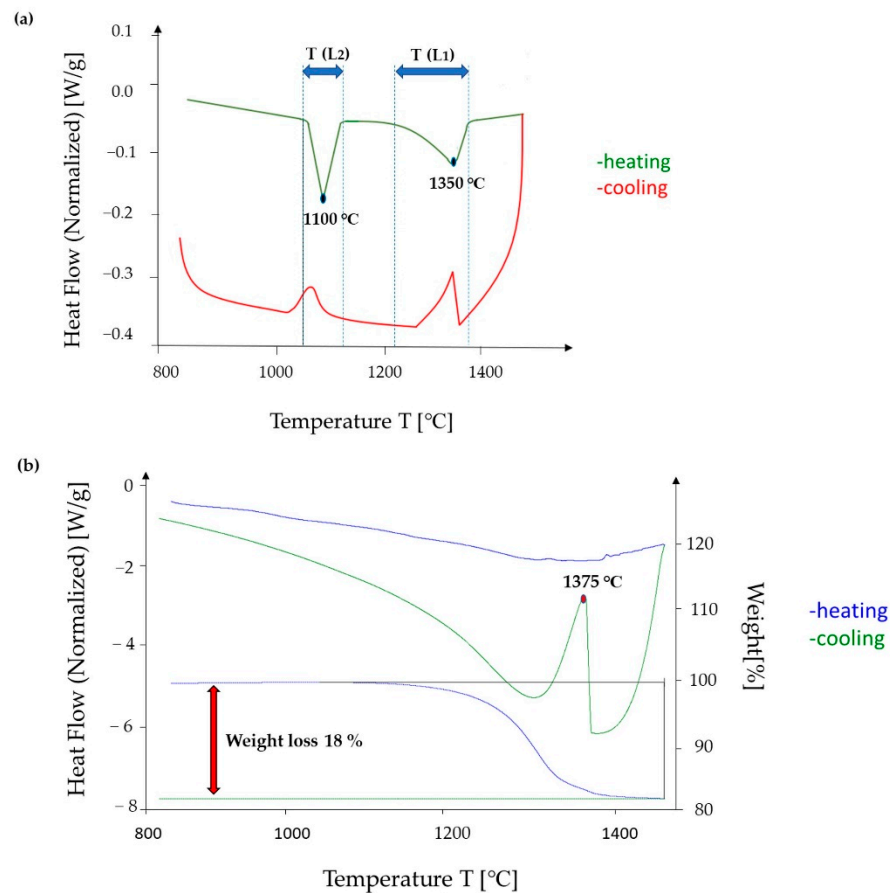 (a)
0.1
T (L2)
T (L1)
0.0
−0.1
1350 °C
1100 °C
−0.2
−0.3
−0.4
Heat Flow (Normalized) [W/g]
800
1000
1200
1400
Temperature T [°C]
-heating
-cooling
(b)
0
−2
−4
−6
−8
Heat Flow (Normalized) [W/g]
1375 °C
Weight loss 18 %
120
110
100
90
80
Weight[%]
800
1000
1200
1400
Temperature T [°C]
-heating
-cooling